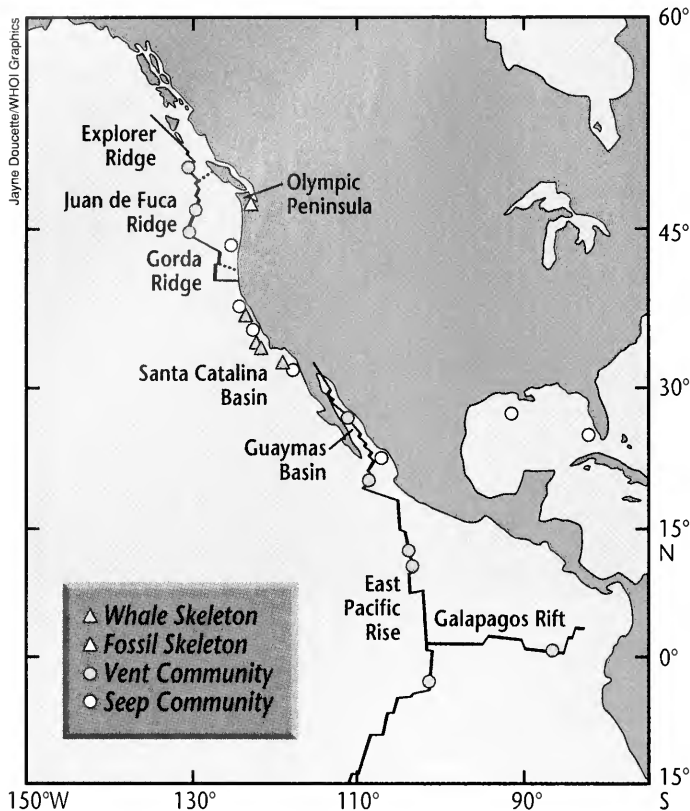 Jayne Doucette/WHOI Graphics
60°
Explorer
Ridge
Olympic
Peninsula
Juan de Fuca
Ridge
45°
Gorda
Ridge
Santa Catalina
Basin
30°
Guaymas
Basin
15°
N
East
Pacific
Rise
Galapagos Rift
0°
△ Whale Skeleton
△ Fossil Skeleton
○ Vent Community
○ Seep Community
15°
S
150°W
130°
110°
90°